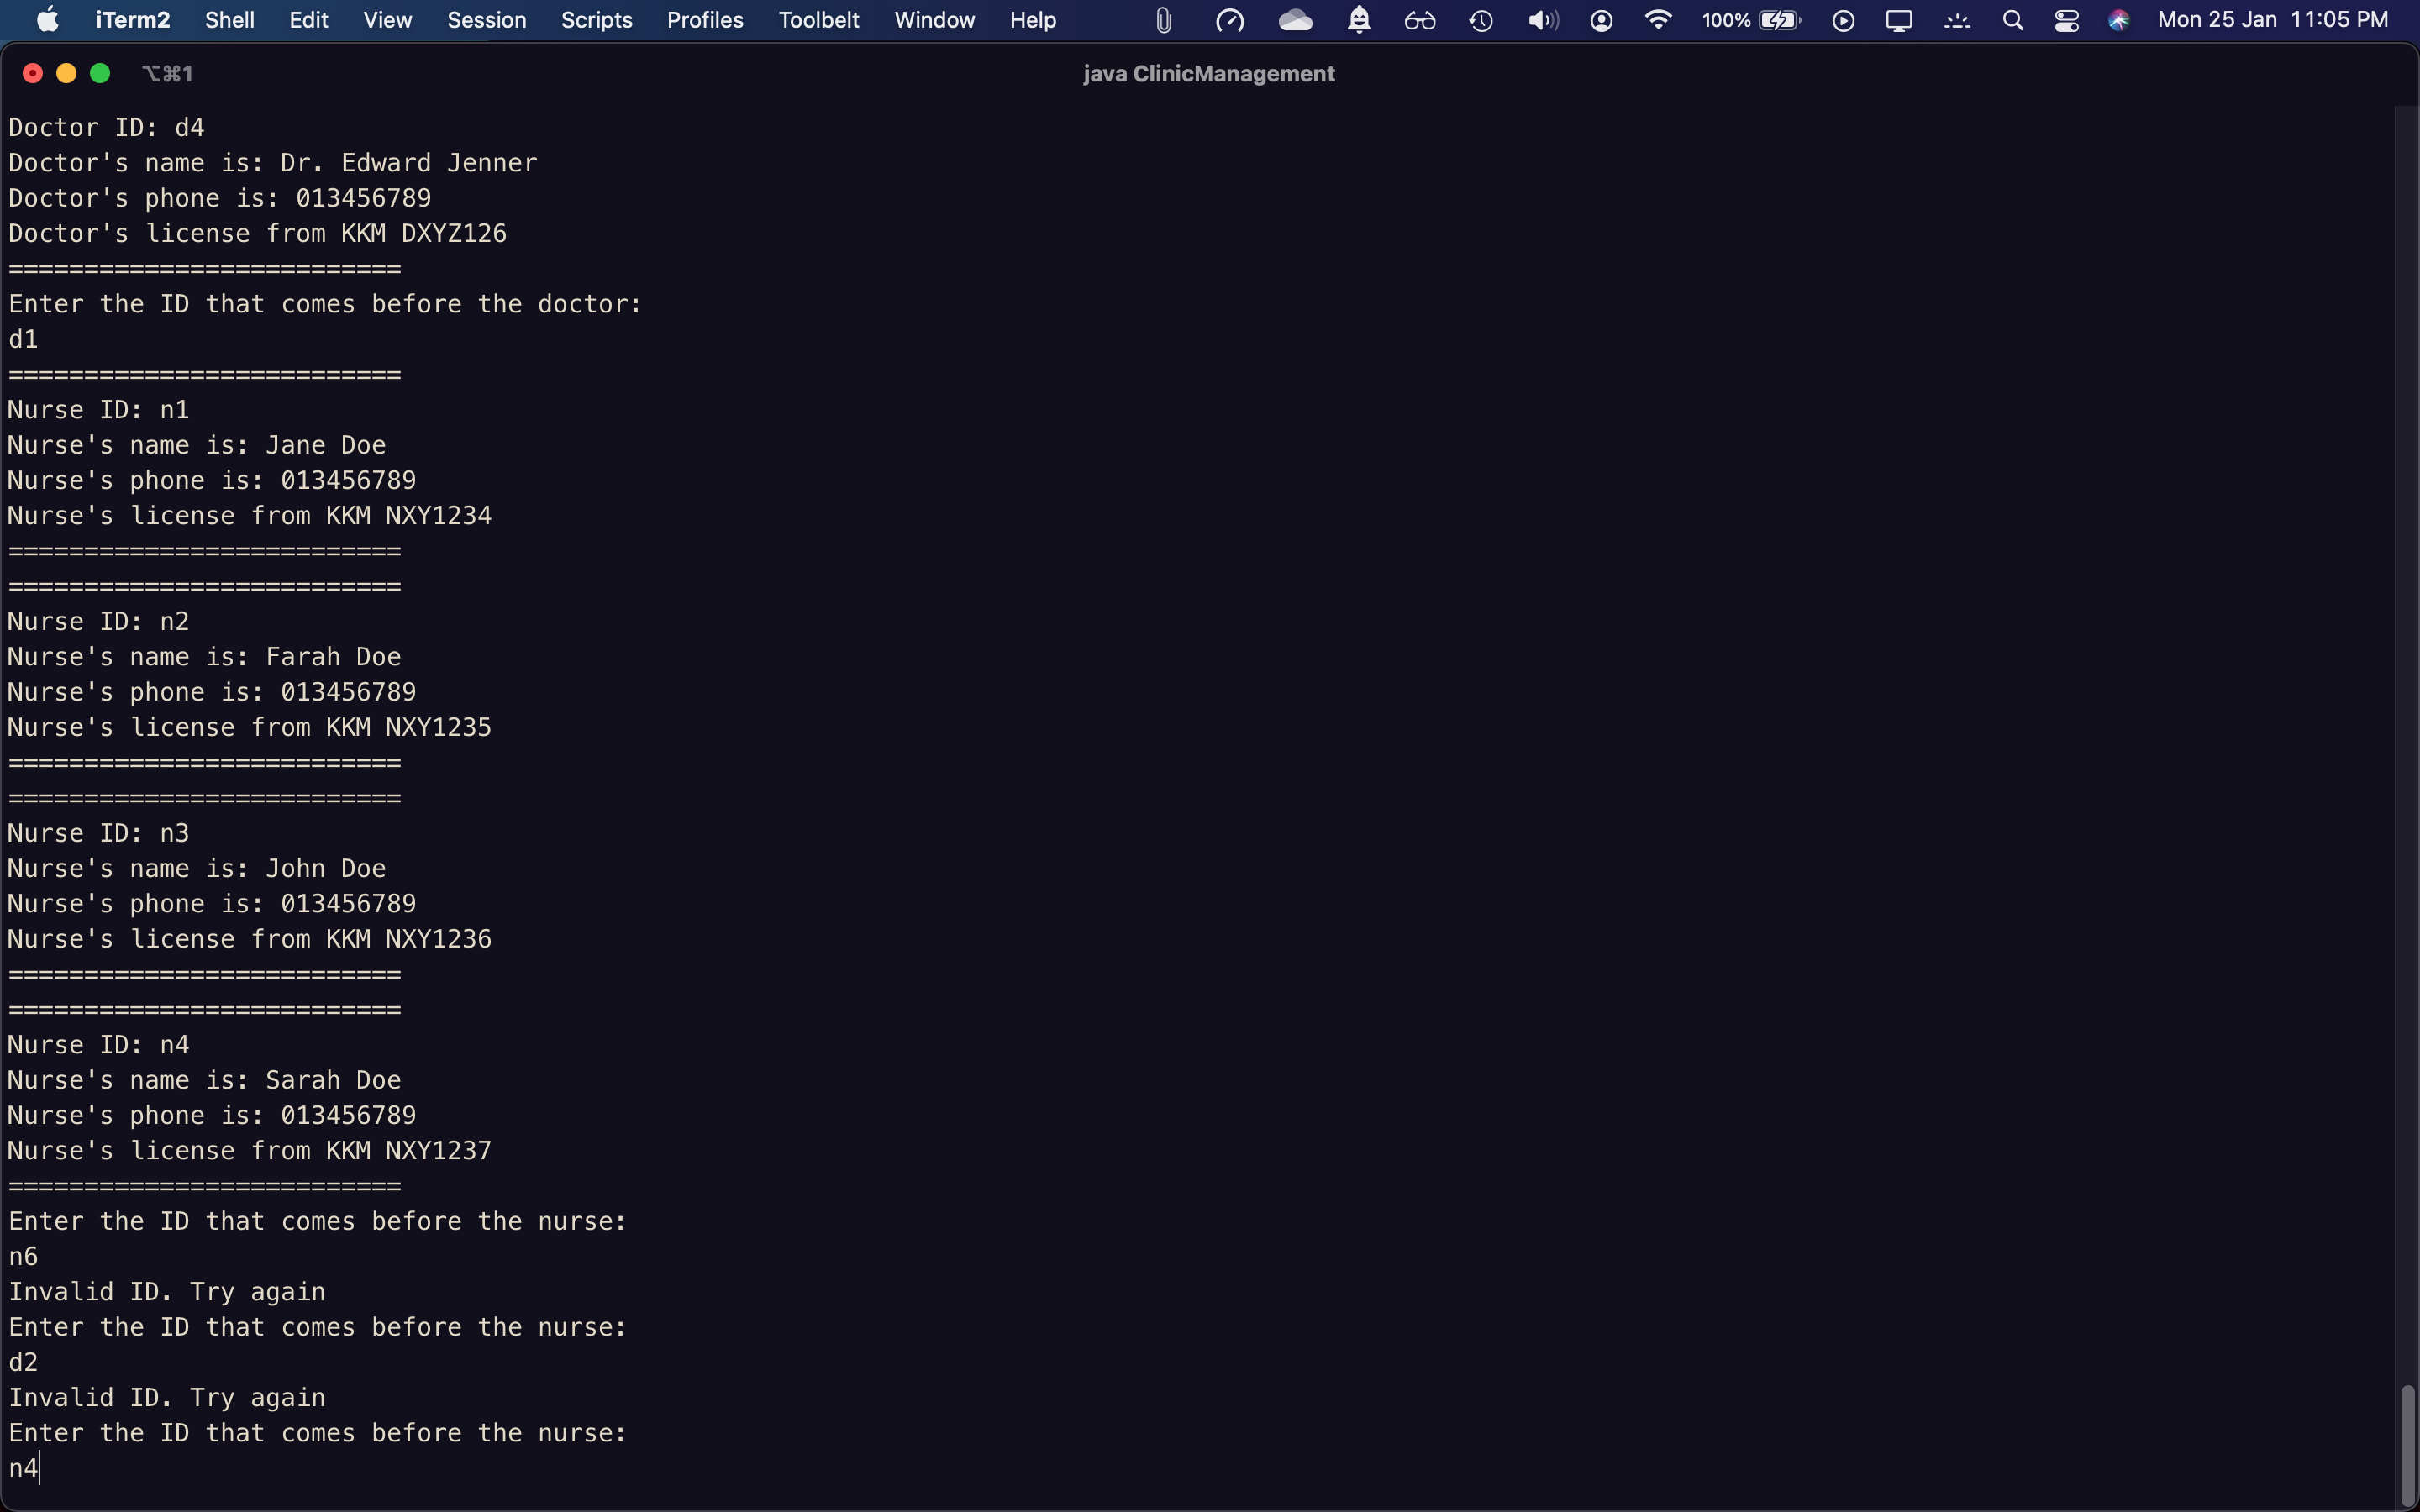 iTerm2 Shell Edit View Session Scripts Profiles Toolbelt Window Help 100% Mon 25 Jan 11:05 PM
⌥⌘1 java ClinicManagement
Doctor ID: d4
Doctor's name is: Dr. Edward Jenner
Doctor's phone is: 013456789
Doctor's license from KKM DXYZ126
==========================
Enter the ID that comes before the doctor:
d1
==========================
Nurse ID: n1
Nurse's name is: Jane Doe
Nurse's phone is: 013456789
Nurse's license from KKM NXY1234
==========================
==========================
Nurse ID: n2
Nurse's name is: Farah Doe
Nurse's phone is: 013456789
Nurse's license from KKM NXY1235
==========================
==========================
Nurse ID: n3
Nurse's name is: John Doe
Nurse's phone is: 013456789
Nurse's license from KKM NXY1236
==========================
==========================
Nurse ID: n4
Nurse's name is: Sarah Doe
Nurse's phone is: 013456789
Nurse's license from KKM NXY1237
==========================
Enter the ID that comes before the nurse:
n6
Invalid ID. Try again
Enter the ID that comes before the nurse:
d2
Invalid ID. Try again
Enter the ID that comes before the nurse:
n4